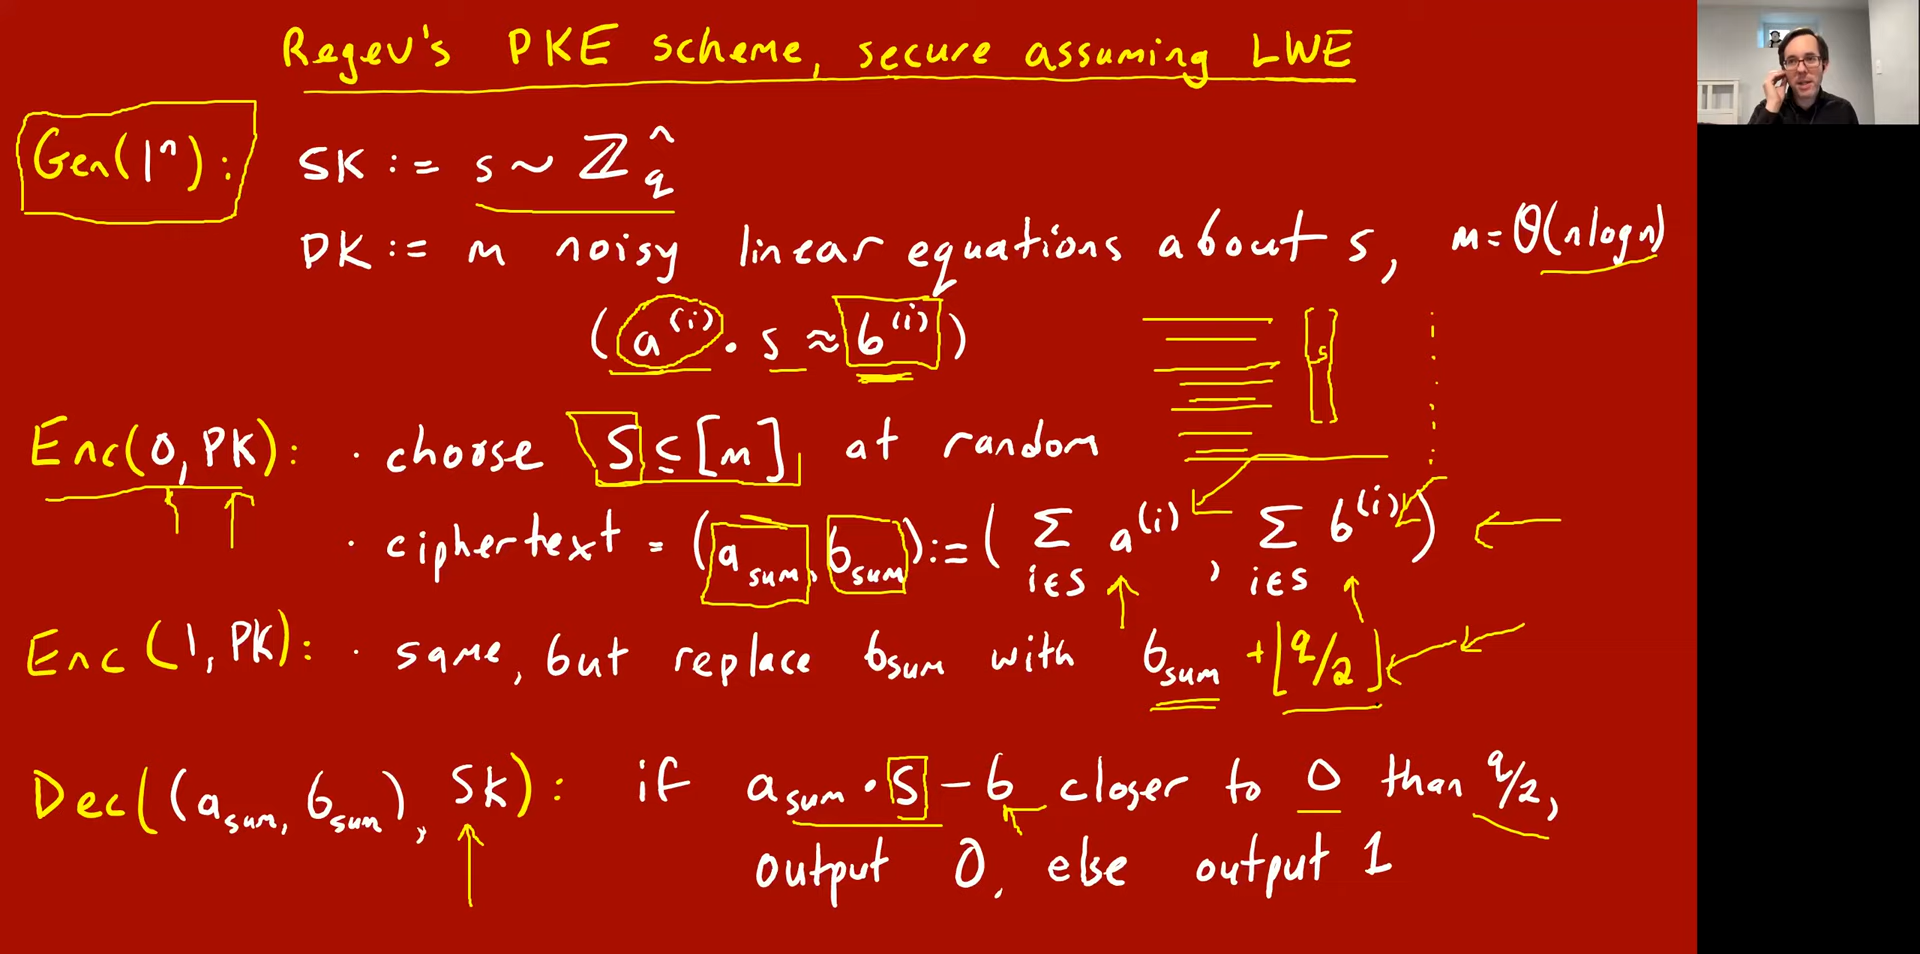 Regev's PKE scheme, secure assuming LWE
Gen(1ⁿ): SK := s ~ ℤ_q^n
PK := m noisy linear equations about s, m = Θ(n log n)
(a⁽ⁱ⁾ · s ≈ b⁽ⁱ⁾)
s
Enc(0, PK): · choose S ⊆ [m] at random
· ciphertext = (a_sum, b_sum) := (Σ_{i∈S} a⁽ⁱ⁾, Σ_{i∈S} b⁽ⁱ⁾)
Enc(1, PK): · same, but replace b_sum with b_sum + ⌊q/2⌋
Dec((a_sum, b_sum), SK): if a_sum · s - b closer to 0 than q/2,
output 0, else output 1